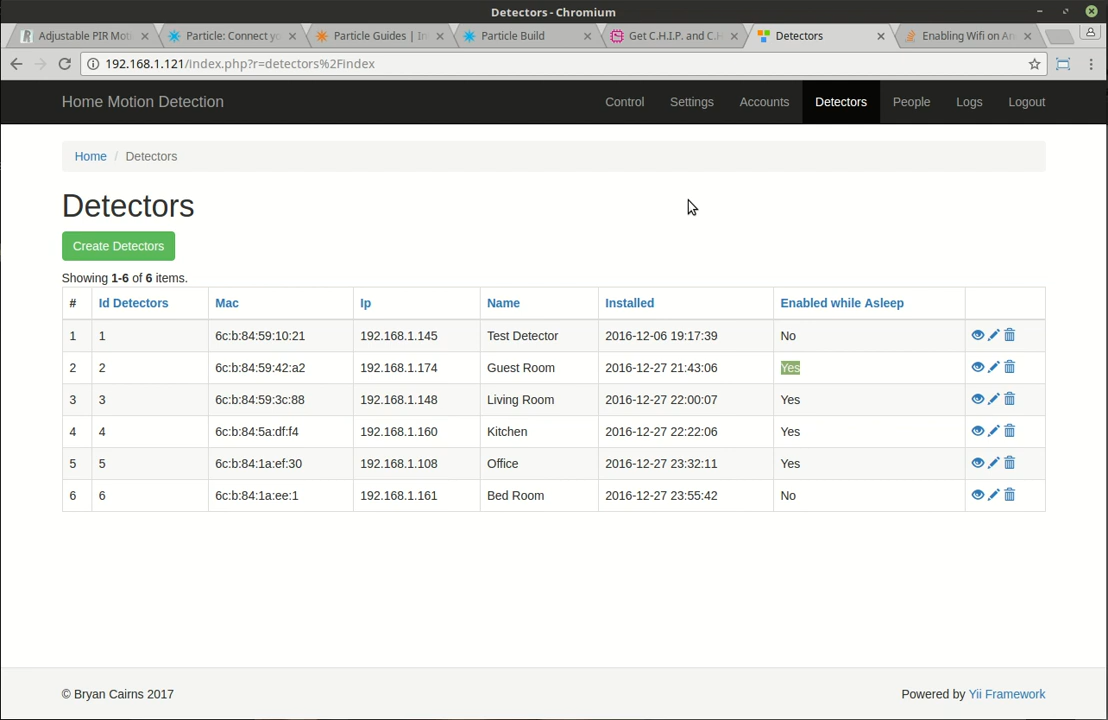 Detectors - Chromium
Adjustable PIR Moti
Particle: Connect yo
Particle Guides | In
Particle Build
Get C.H.I.P. and C.H
Detectors
Enabling Wifi on An
192.168.1.121/index.php?r=detectors%2Findex
Home Motion Detection Control Settings Accounts Detectors People Logs Logout
Home / Detectors
Detectors
Create Detectors
Showing 1-6 of 6 items.
# Id Detectors Mac Ip Name Installed Enabled while Asleep
1 1 6c:b:84:59:10:21 192.168.1.145 Test Detector 2016-12-06 19:17:39 No
2 2 6c:b:84:59:42:a2 192.168.1.174 Guest Room 2016-12-27 21:43:06 Yes
3 3 6c:b:84:59:3c:88 192.168.1.148 Living Room 2016-12-27 22:00:07 Yes
4 4 6c:b:84:5a:df:f4 192.168.1.160 Kitchen 2016-12-27 22:22:06 Yes
5 5 6c:b:84:1a:ef:30 192.168.1.108 Office 2016-12-27 23:32:11 Yes
6 6 6c:b:84:1a:ee:1 192.168.1.161 Bed Room 2016-12-27 23:55:42 No
© Bryan Cairns 2017 Powered by Yii Framework